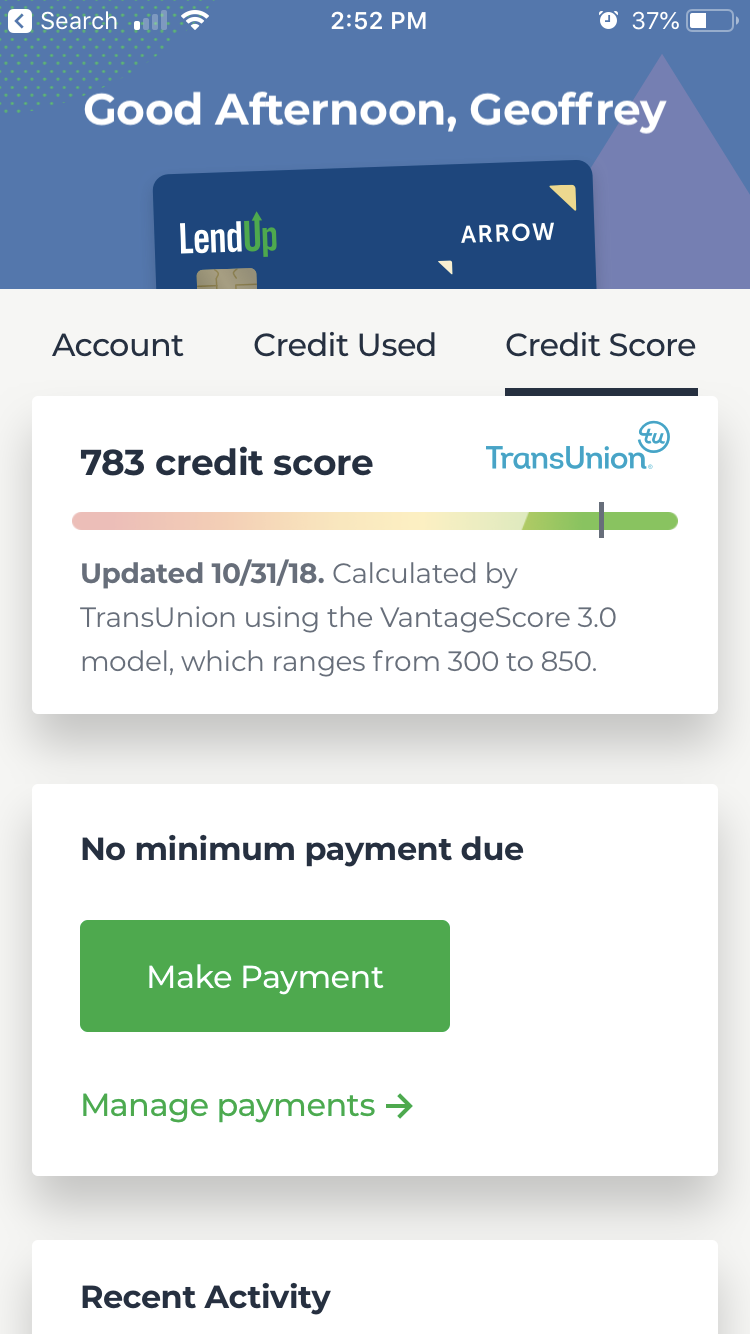 Search 2:52 PM 37%
Good Afternoon, Geoffrey
LendUp ARROW
Account Credit Used Credit Score
783 credit score TransUnion tu
Updated 10/31/18. Calculated by
TransUnion using the VantageScore 3.0
model, which ranges from 300 to 850.
No minimum payment due
Make Payment
Manage payments →
Recent Activity